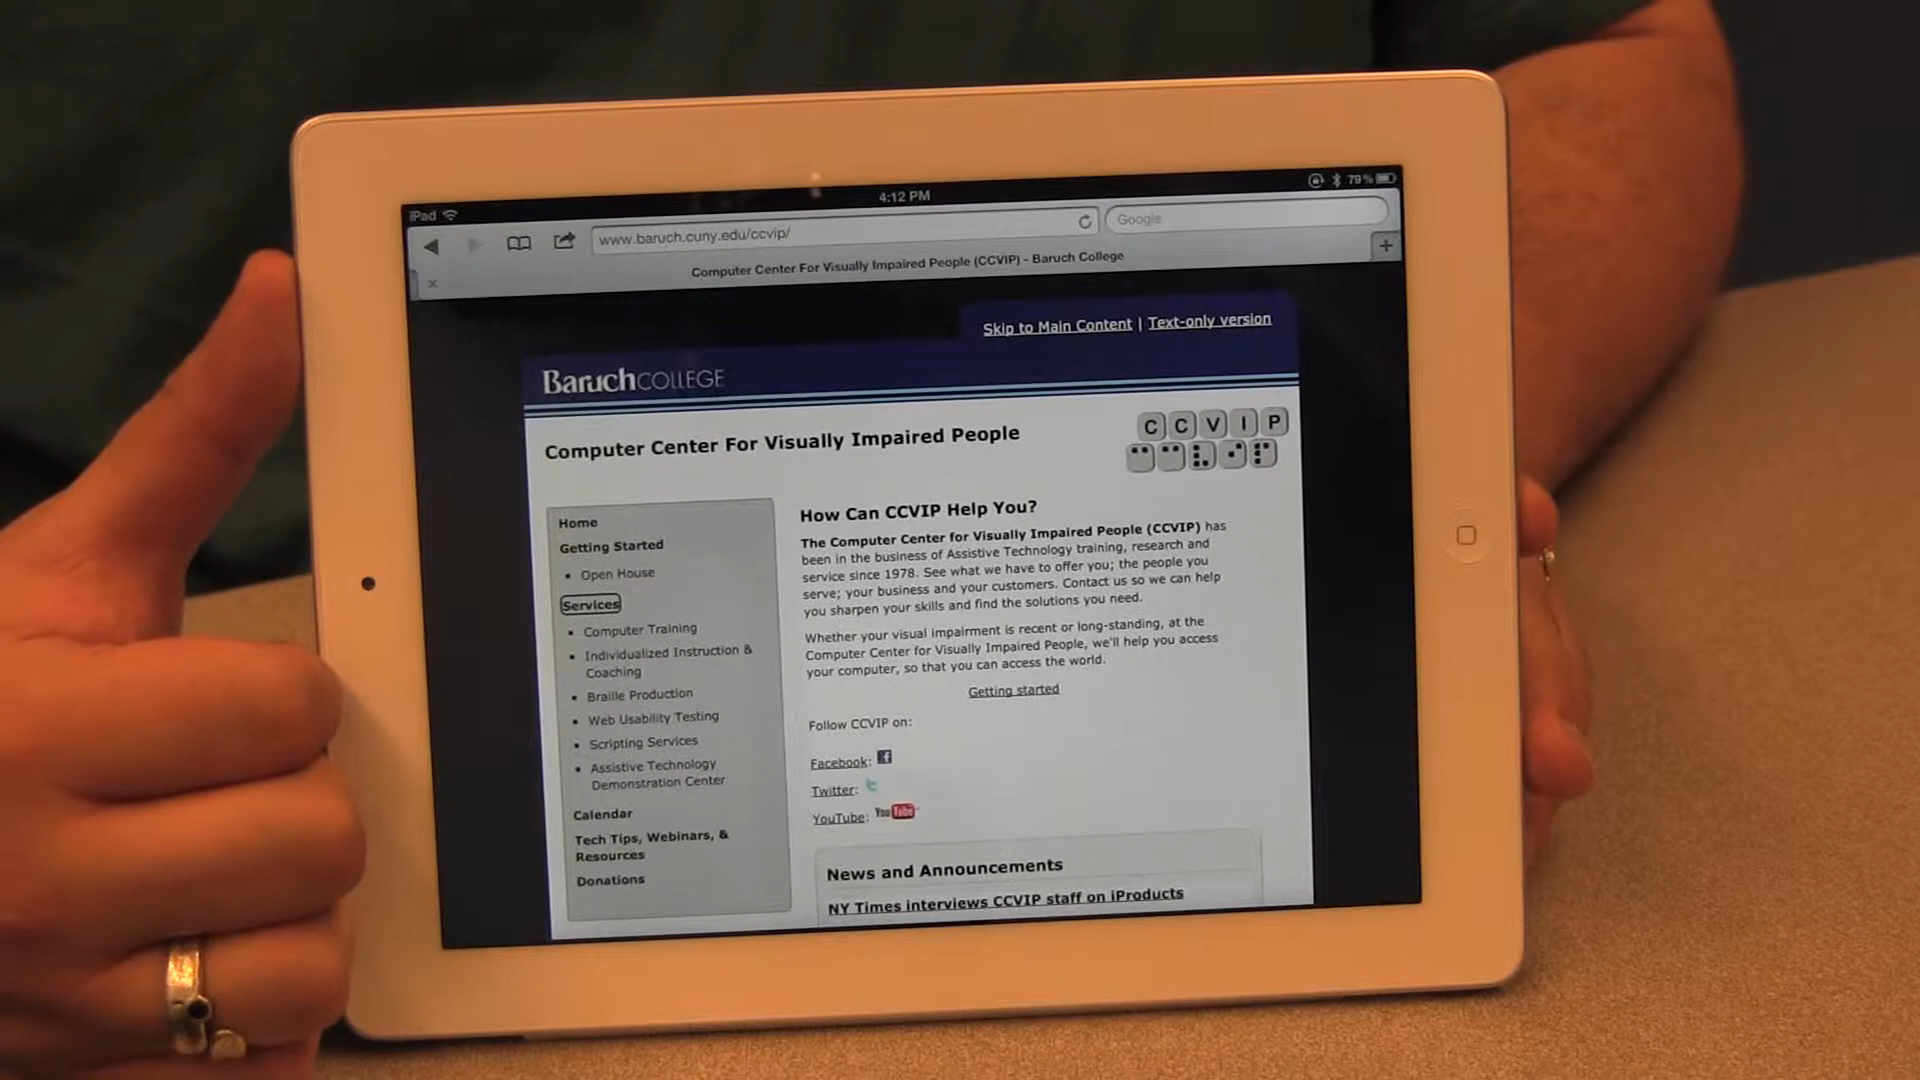 iPad
4:12 PM
79%
www.baruch.cuny.edu/ccvip/
Google
Computer Center For Visually Impaired People (CCVIP) - Baruch College
Skip to Main Content | Text-only version
BaruchCOLLEGE
Computer Center For Visually Impaired People
C C V I P
Home
Getting Started
Open House
Services
Computer Training
Individualized Instruction &
Coaching
Braille Production
Web Usability Testing
Scripting Services
Assistive Technology
Demonstration Center
Calendar
Tech Tips, Webinars, &
Resources
Donations
How Can CCVIP Help You?
The Computer Center for Visually Impaired People (CCVIP) has
been in the business of Assistive Technology training, research and
service since 1978. See what we have to offer you; the people you
serve; your business and your customers. Contact us so we can help
you sharpen your skills and find the solutions you need.
Whether your visual impairment is recent or long-standing, at the
Computer Center for Visually Impaired People, we'll help you access
your computer, so that you can access the world.
Getting started
Follow CCVIP on:
Facebook: f
Twitter: t
YouTube: YouTube
News and Announcements
NY Times interviews CCVIP staff on iProducts